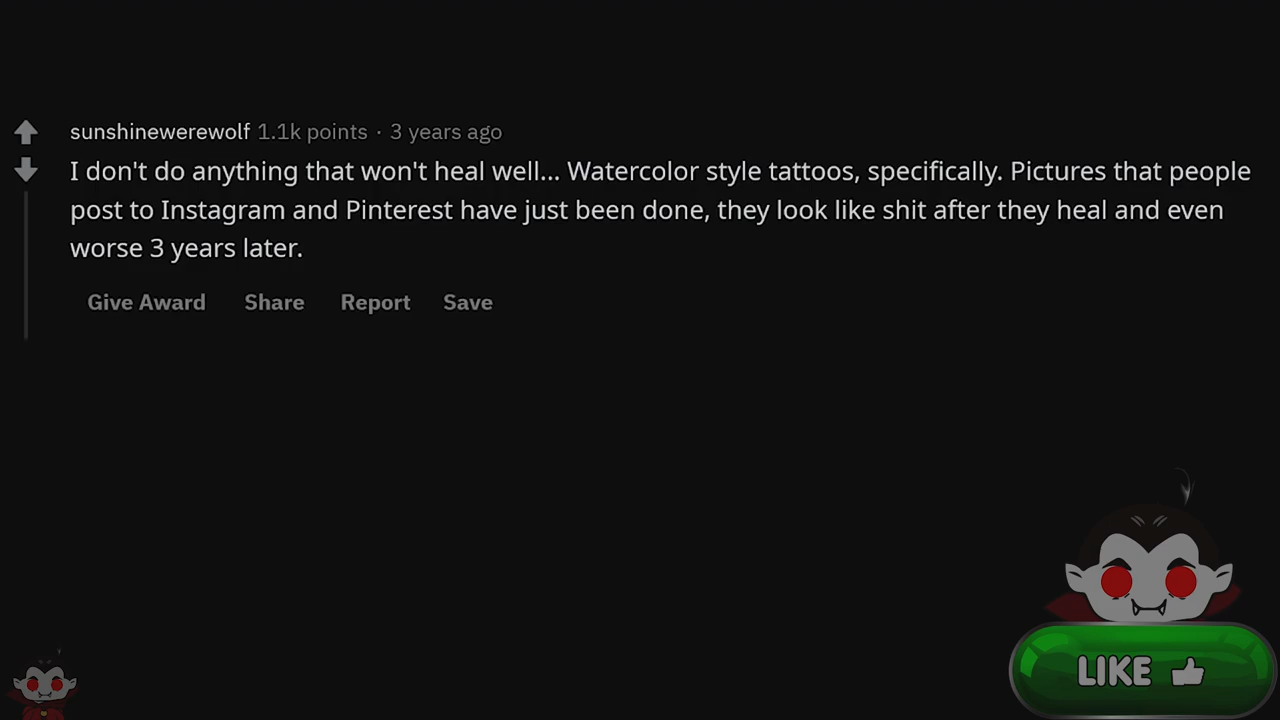 sunshinewerewolf 1.1k points · 3 years ago
I don't do anything that won't heal well... Watercolor style tattoos, specifically. Pictures that people
post to Instagram and Pinterest have just been done, they look like shit after they heal and even
worse 3 years later.
Give Award Share Report Save
LIKE